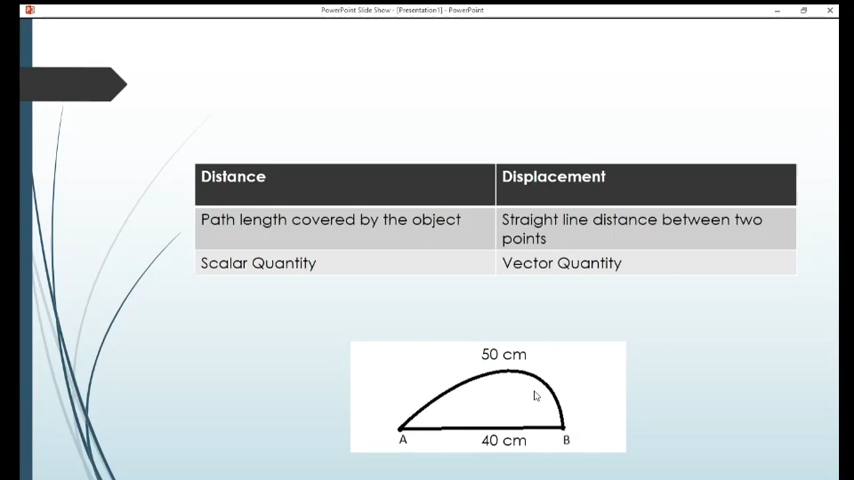 PowerPoint Slide Show - [Presentation1] - PowerPoint
Distance
Displacement
Path length covered by the object
Straight line distance between two
points
Scalar Quantity
Vector Quantity
50 cm
A
40 cm
B